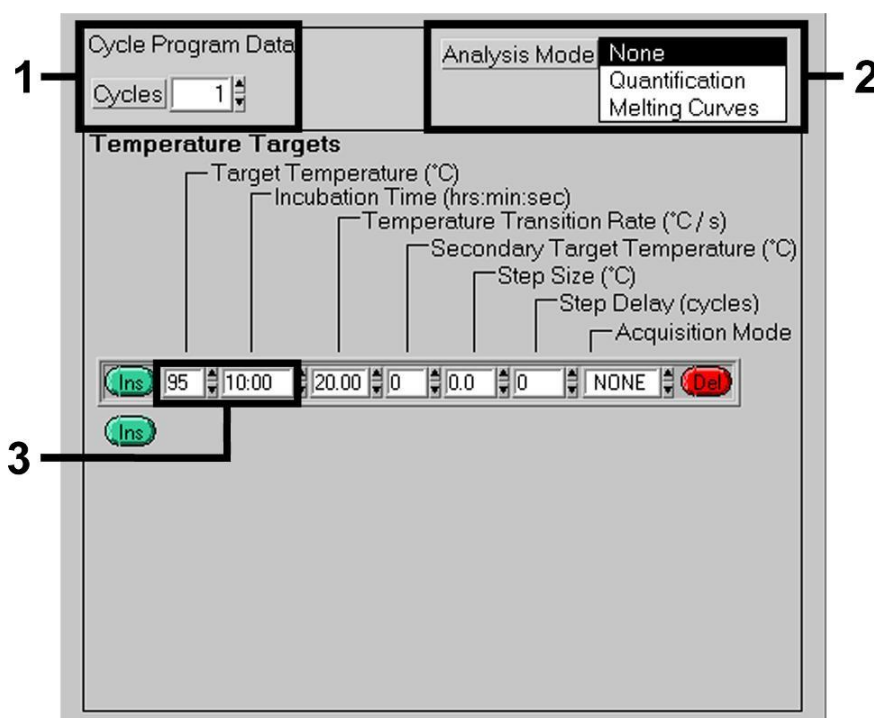 Cycle Program Data
Analysis Mode None
Quantification
Melting Curves
1
2
Cycles 1
Temperature Targets
Target Temperature (°C)
Incubation Time (hrs:min:sec)
Temperature Transition Rate (°C / s)
Secondary Target Temperature (°C)
Step Size (°C)
Step Delay (cycles)
Acquisition Mode
Ins 95 10:00 20.00 0 0.0 0 NONE Del
Ins
3